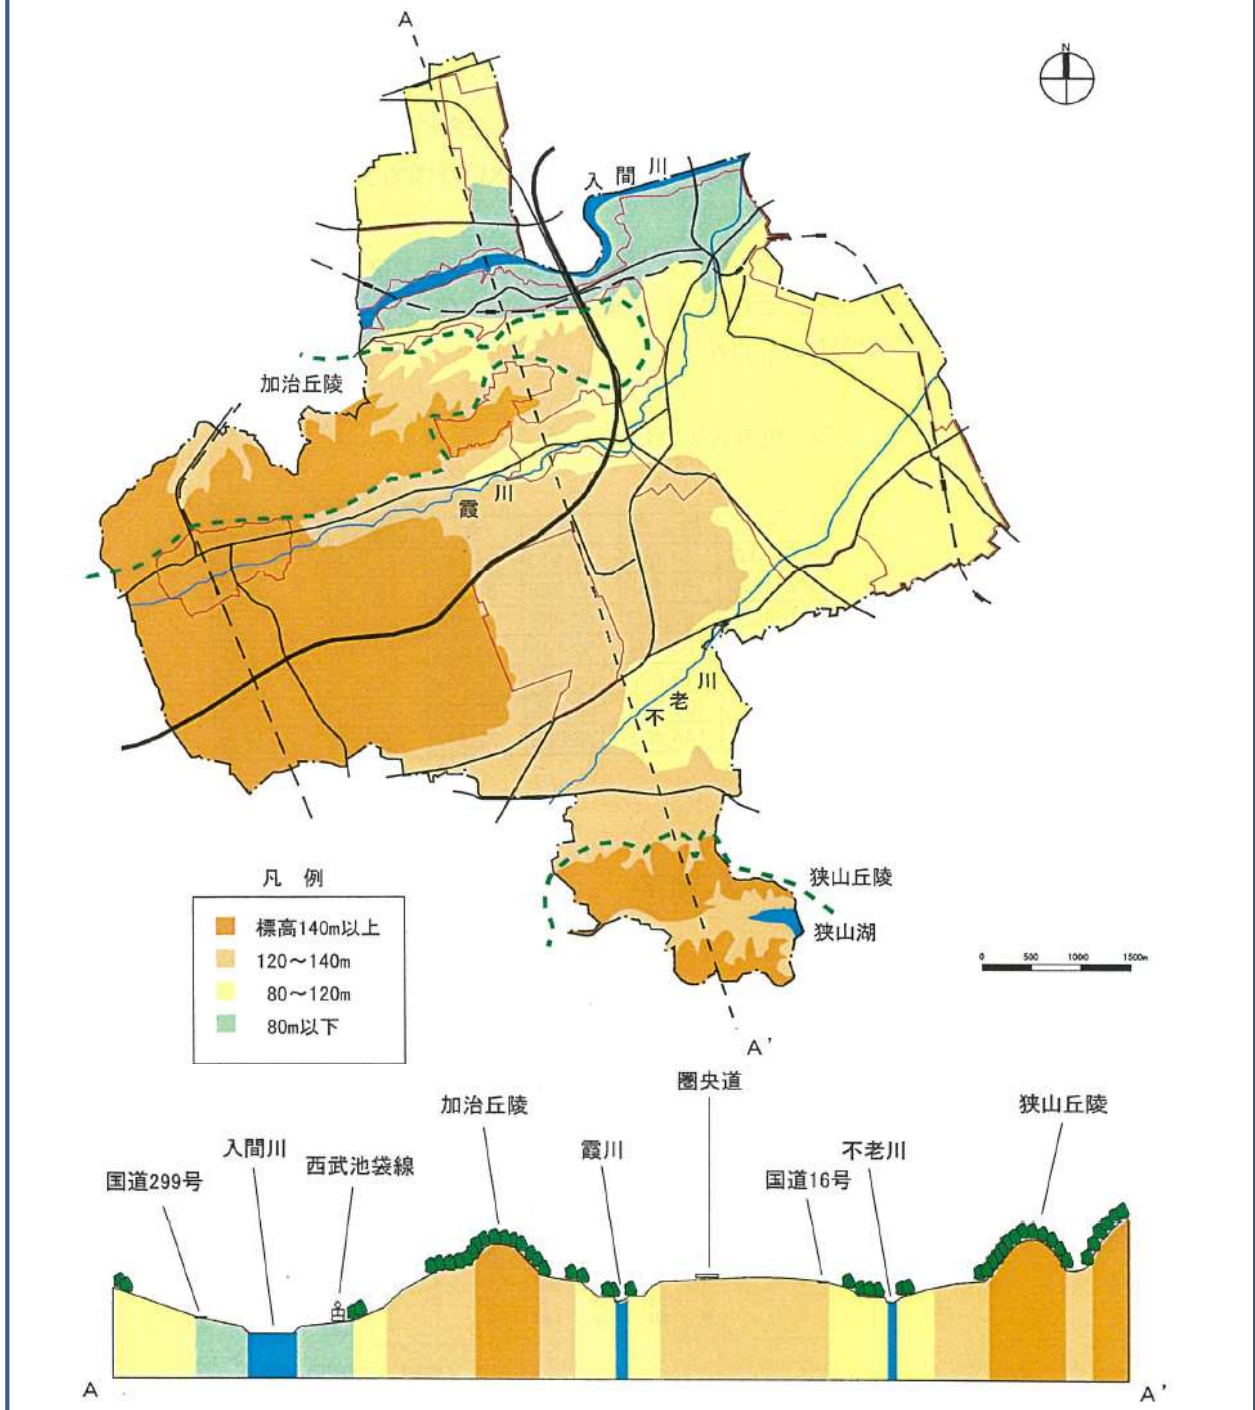 A
N
入間川
加治丘陵
霞川
不老川
狭山丘陵
狭山湖
凡 例
標高140m以上
120～140m
80～120m
80m以下
0 500 1000 1500m
A'
圏央道
加治丘陵
狭山丘陵
入間川
霞川
不老川
西武池袋線
国道299号
国道16号
A
A'